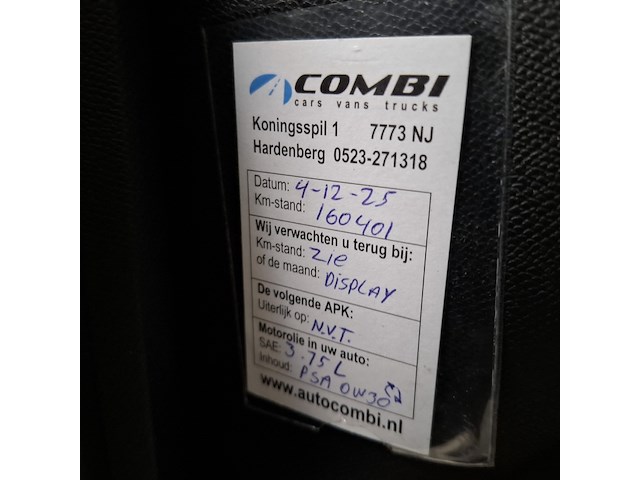 COMBI
cars vans trucks
Koningsspil 1 7773 NJ
Hardenberg 0523-271318
Datum: 4-12-25
Km-stand: 160401
Wij verwachten u terug bij:
Km-stand: Zie
of de maand: DISPLAY
De volgende APK:
Uiterlijk op: N.V.T.
Motorolie in uw auto:
SAE: 3.75 L
Inhoud: PSA 0W30
www.autocombi.nl